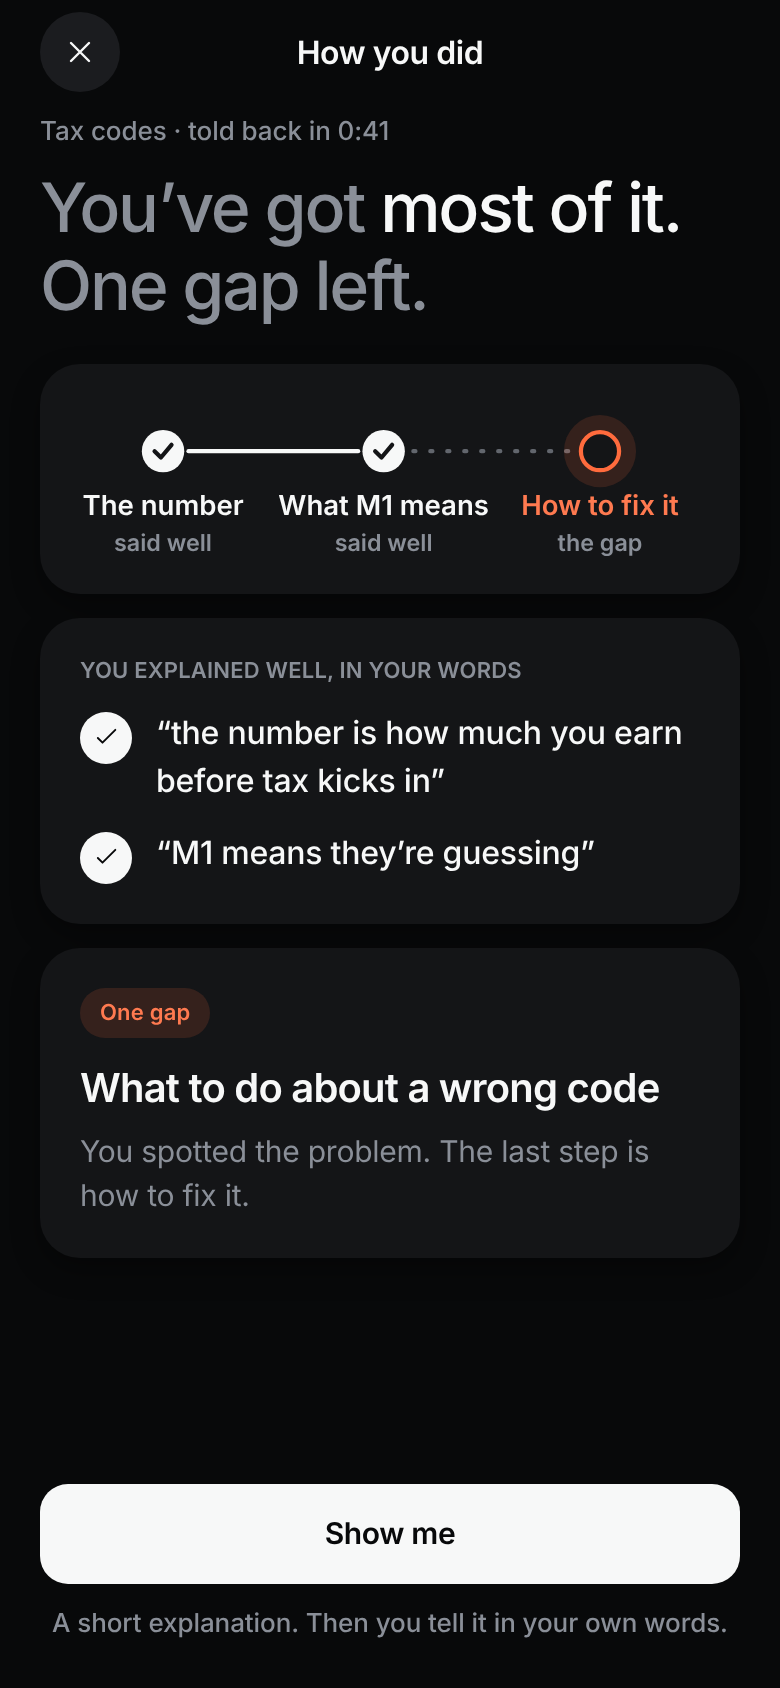 How you did
Tax codes · told back in 0:41
You’ve got most of it.
One gap left.
The number
What M1 means
How to fix it
said well
said well
the gap
YOU EXPLAINED WELL, IN YOUR WORDS
“the number is how much you earn
before tax kicks in”
“M1 means they’re guessing”
One gap
What to do about a wrong code
You spotted the problem. The last step is
how to fix it.
Show me
A short explanation. Then you tell it in your own words.